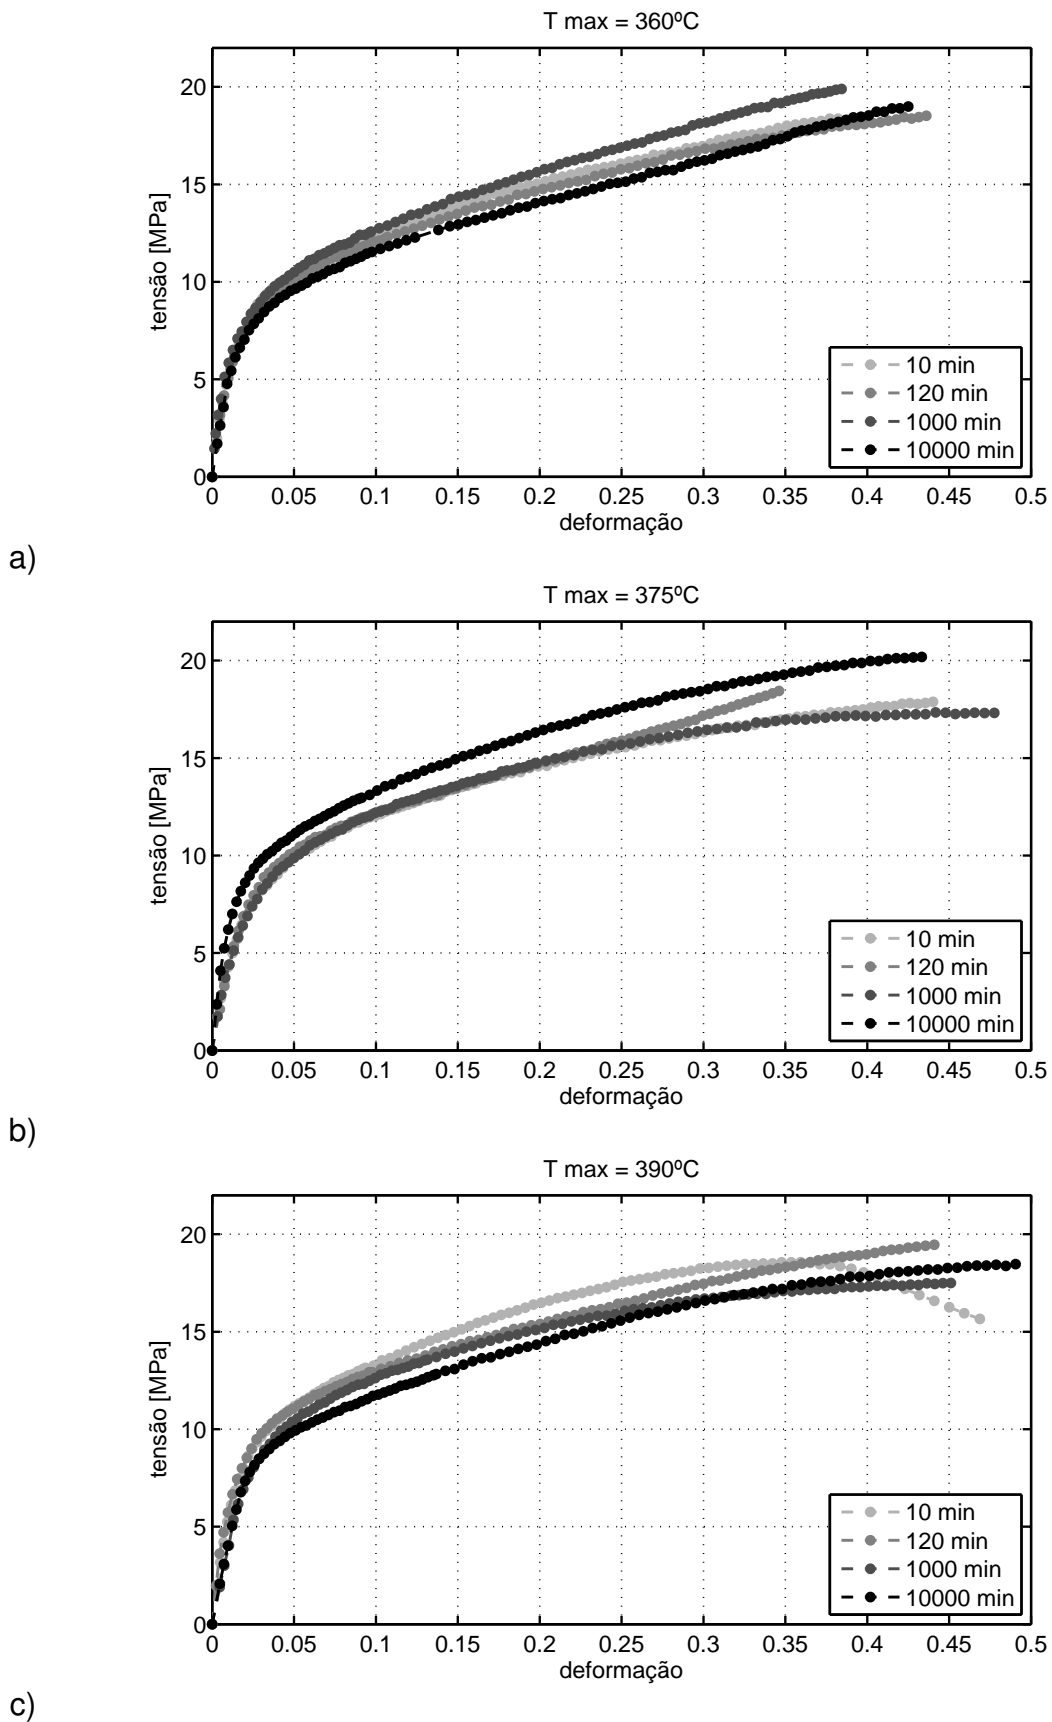 T max = 360ºC
20
15
10
5
0
tensão [MPa]
10 min
120 min
1000 min
10000 min
0 0.05 0.1 0.15 0.2 0.25 0.3 0.35 0.4 0.45 0.5
deformação
a)
T max = 375ºC
20
15
10
5
0
tensão [MPa]
10 min
120 min
1000 min
10000 min
0 0.05 0.1 0.15 0.2 0.25 0.3 0.35 0.4 0.45 0.5
deformação
b)
T max = 390ºC
20
15
10
5
0
tensão [MPa]
10 min
120 min
1000 min
10000 min
0 0.05 0.1 0.15 0.2 0.25 0.3 0.35 0.4 0.45 0.5
deformação
c)